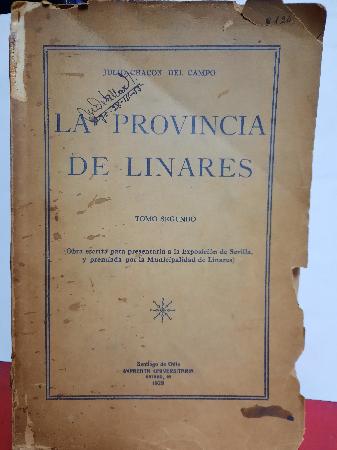 JULIO CHACON DEL CAMPO
LA PROVINCIA
DE LINARES
TOMO SEGUNDO
(Obra escrita para presentarla a la Exposición de Sevilla,
y premiada por la Municipalidad de Linares)
Santiago de Chile
IMPRENTA UNIVERSITARIA